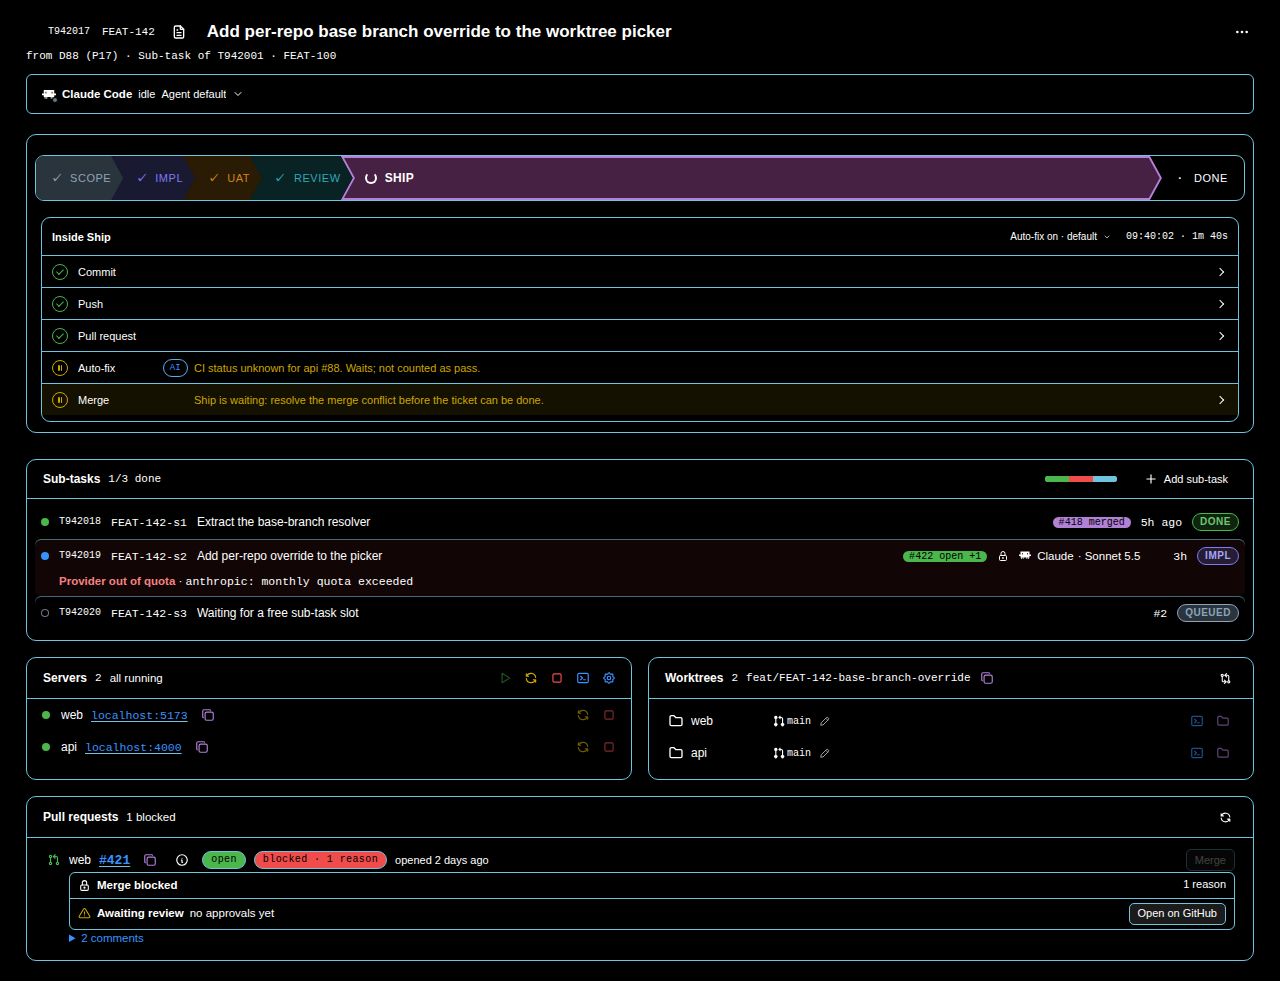 T942017 FEAT-142 Add per-repo base branch override to the worktree picker
from D88 (P17) · Sub-task of T942001 · FEAT-100
Claude Code idle Agent default
SCOPE IMPL UAT REVIEW SHIP · DONE
Inside Ship Auto-fix on · default 09:40:02 · 1m 40s
Commit
Push
Pull request
Auto-fix AI CI status unknown for api #88. Waits; not counted as pass.
Merge Ship is waiting: resolve the merge conflict before the ticket can be done.
Sub-tasks 1/3 done Add sub-task
T942018 FEAT-142-s1 Extract the base-branch resolver #418 merged 5h ago DONE
T942019 FEAT-142-s2 Add per-repo override to the picker #422 open +1 Claude · Sonnet 5.5 3h IMPL
Provider out of quota · anthropic: monthly quota exceeded
T942020 FEAT-142-s3 Waiting for a free sub-task slot #2 QUEUED
Servers 2 all running
web localhost:5173
api localhost:4000
Worktrees 2 feat/FEAT-142-base-branch-override
web main
api main
Pull requests 1 blocked
web #421 open blocked · 1 reason opened 2 days ago Merge
Merge blocked 1 reason
Awaiting review no approvals yet Open on GitHub
2 comments